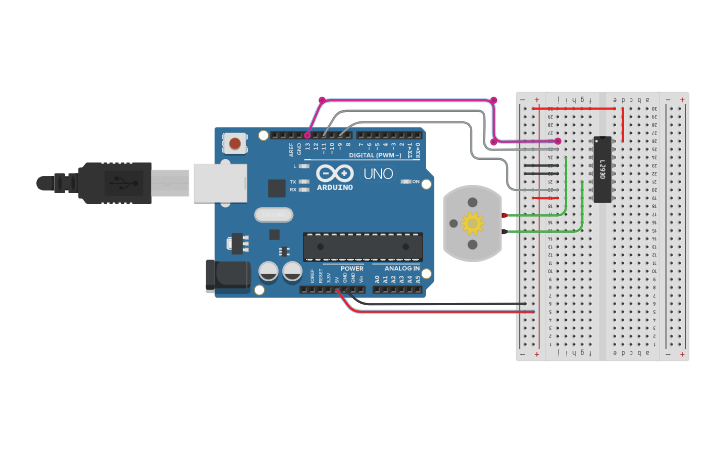 AREF
GND
13
12
~11
~10
~9
8
7
~6
~5
4
~3
2
TX→1
RX←0
DIGITAL (PWM~)
L
TX
RX
ARDUINO
UNO
ON
L293D
POWER
ANALOG IN
IOREF
RESET
3.3V
5V
GND
GND
Vin
A0
A1
A2
A3
A4
A5
− + j i h g f e d c b a − +
− + j i h g f e d c b a − +